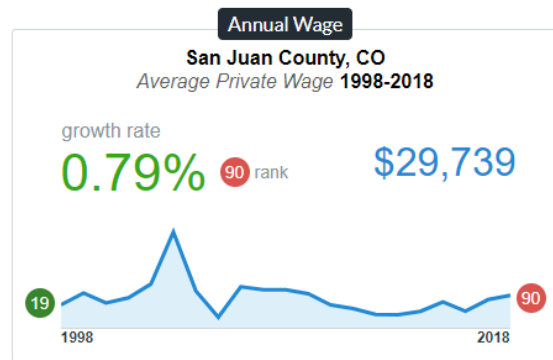 Annual Wage
San Juan County, CO
Average Private Wage 1998-2018
growth rate
0.79% 90 rank $29,739
19 90
1998 2018